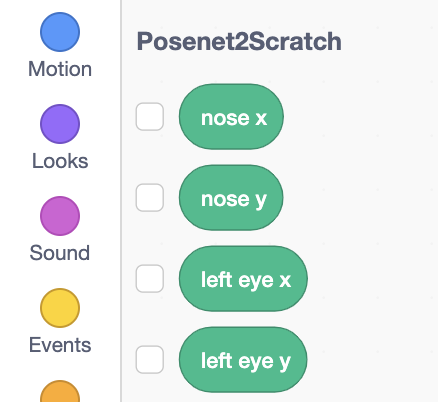 Motion
Looks
Sound
Events
Posenet2Scratch
nose x
nose y
left eye x
left eye y